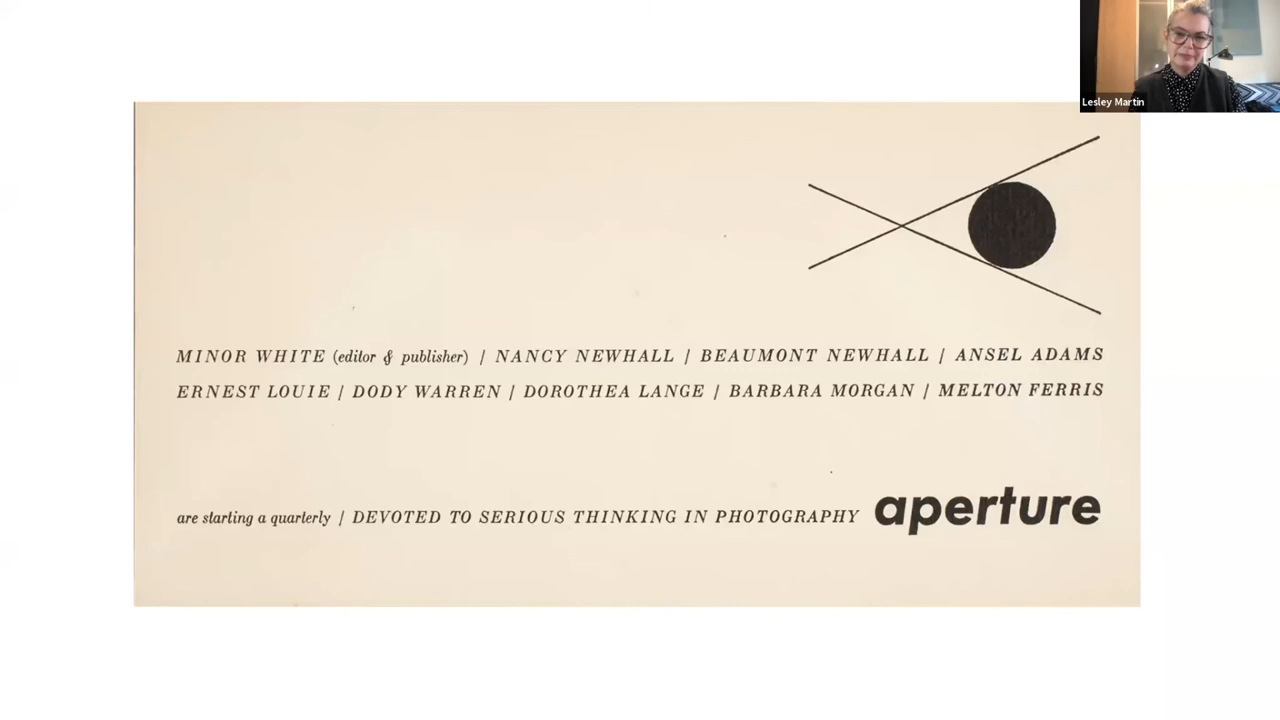 Lesley Martin
MINOR WHITE (editor & publisher) / NANCY NEWHALL / BEAUMONT NEWHALL / ANSEL ADAMS
ERNEST LOUIE / DODY WARREN / DOROTHEA LANGE / BARBARA MORGAN / MELTON FERRIS
are starting a quarterly / DEVOTED TO SERIOUS THINKING IN PHOTOGRAPHY aperture